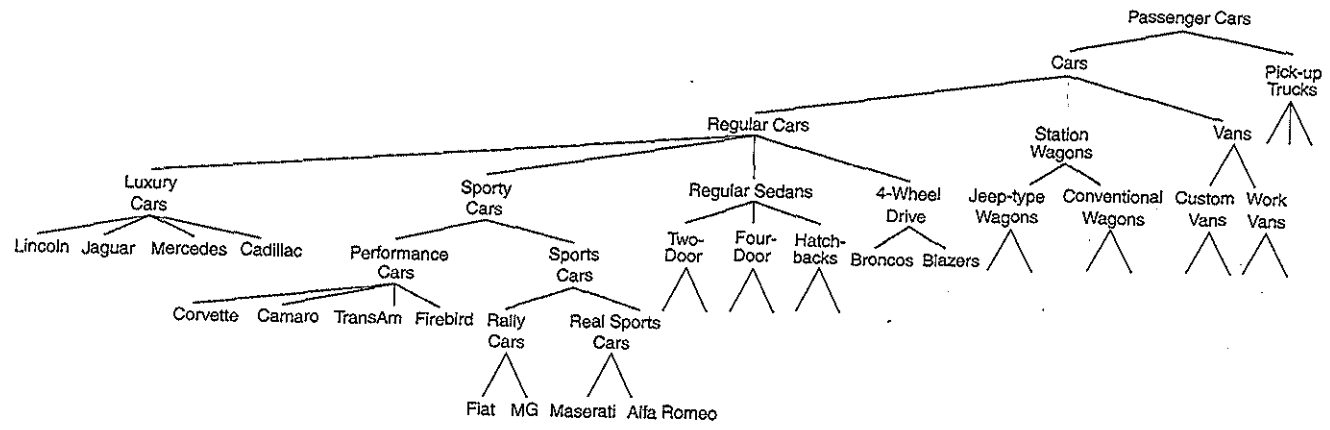 Passenger Cars
Cars
Pick-up
Trucks
Regular Cars
Station
Wagons
Vans
Luxury
Cars
Sporty
Cars
Regular Sedans
4-Wheel
Drive
Jeep-type
Wagons
Conventional
Wagons
Custom
Vans
Work
Vans
Lincoln Jaguar Mercedes Cadillac
Performance
Cars
Sports
Cars
Two-
Door
Four-
Door
Hatch-
backs
Broncos Blazers
Corvette Camaro TransAm Firebird
Rally
Cars
Real Sports
Cars
Fiat MG Maserati Alfa Romeo